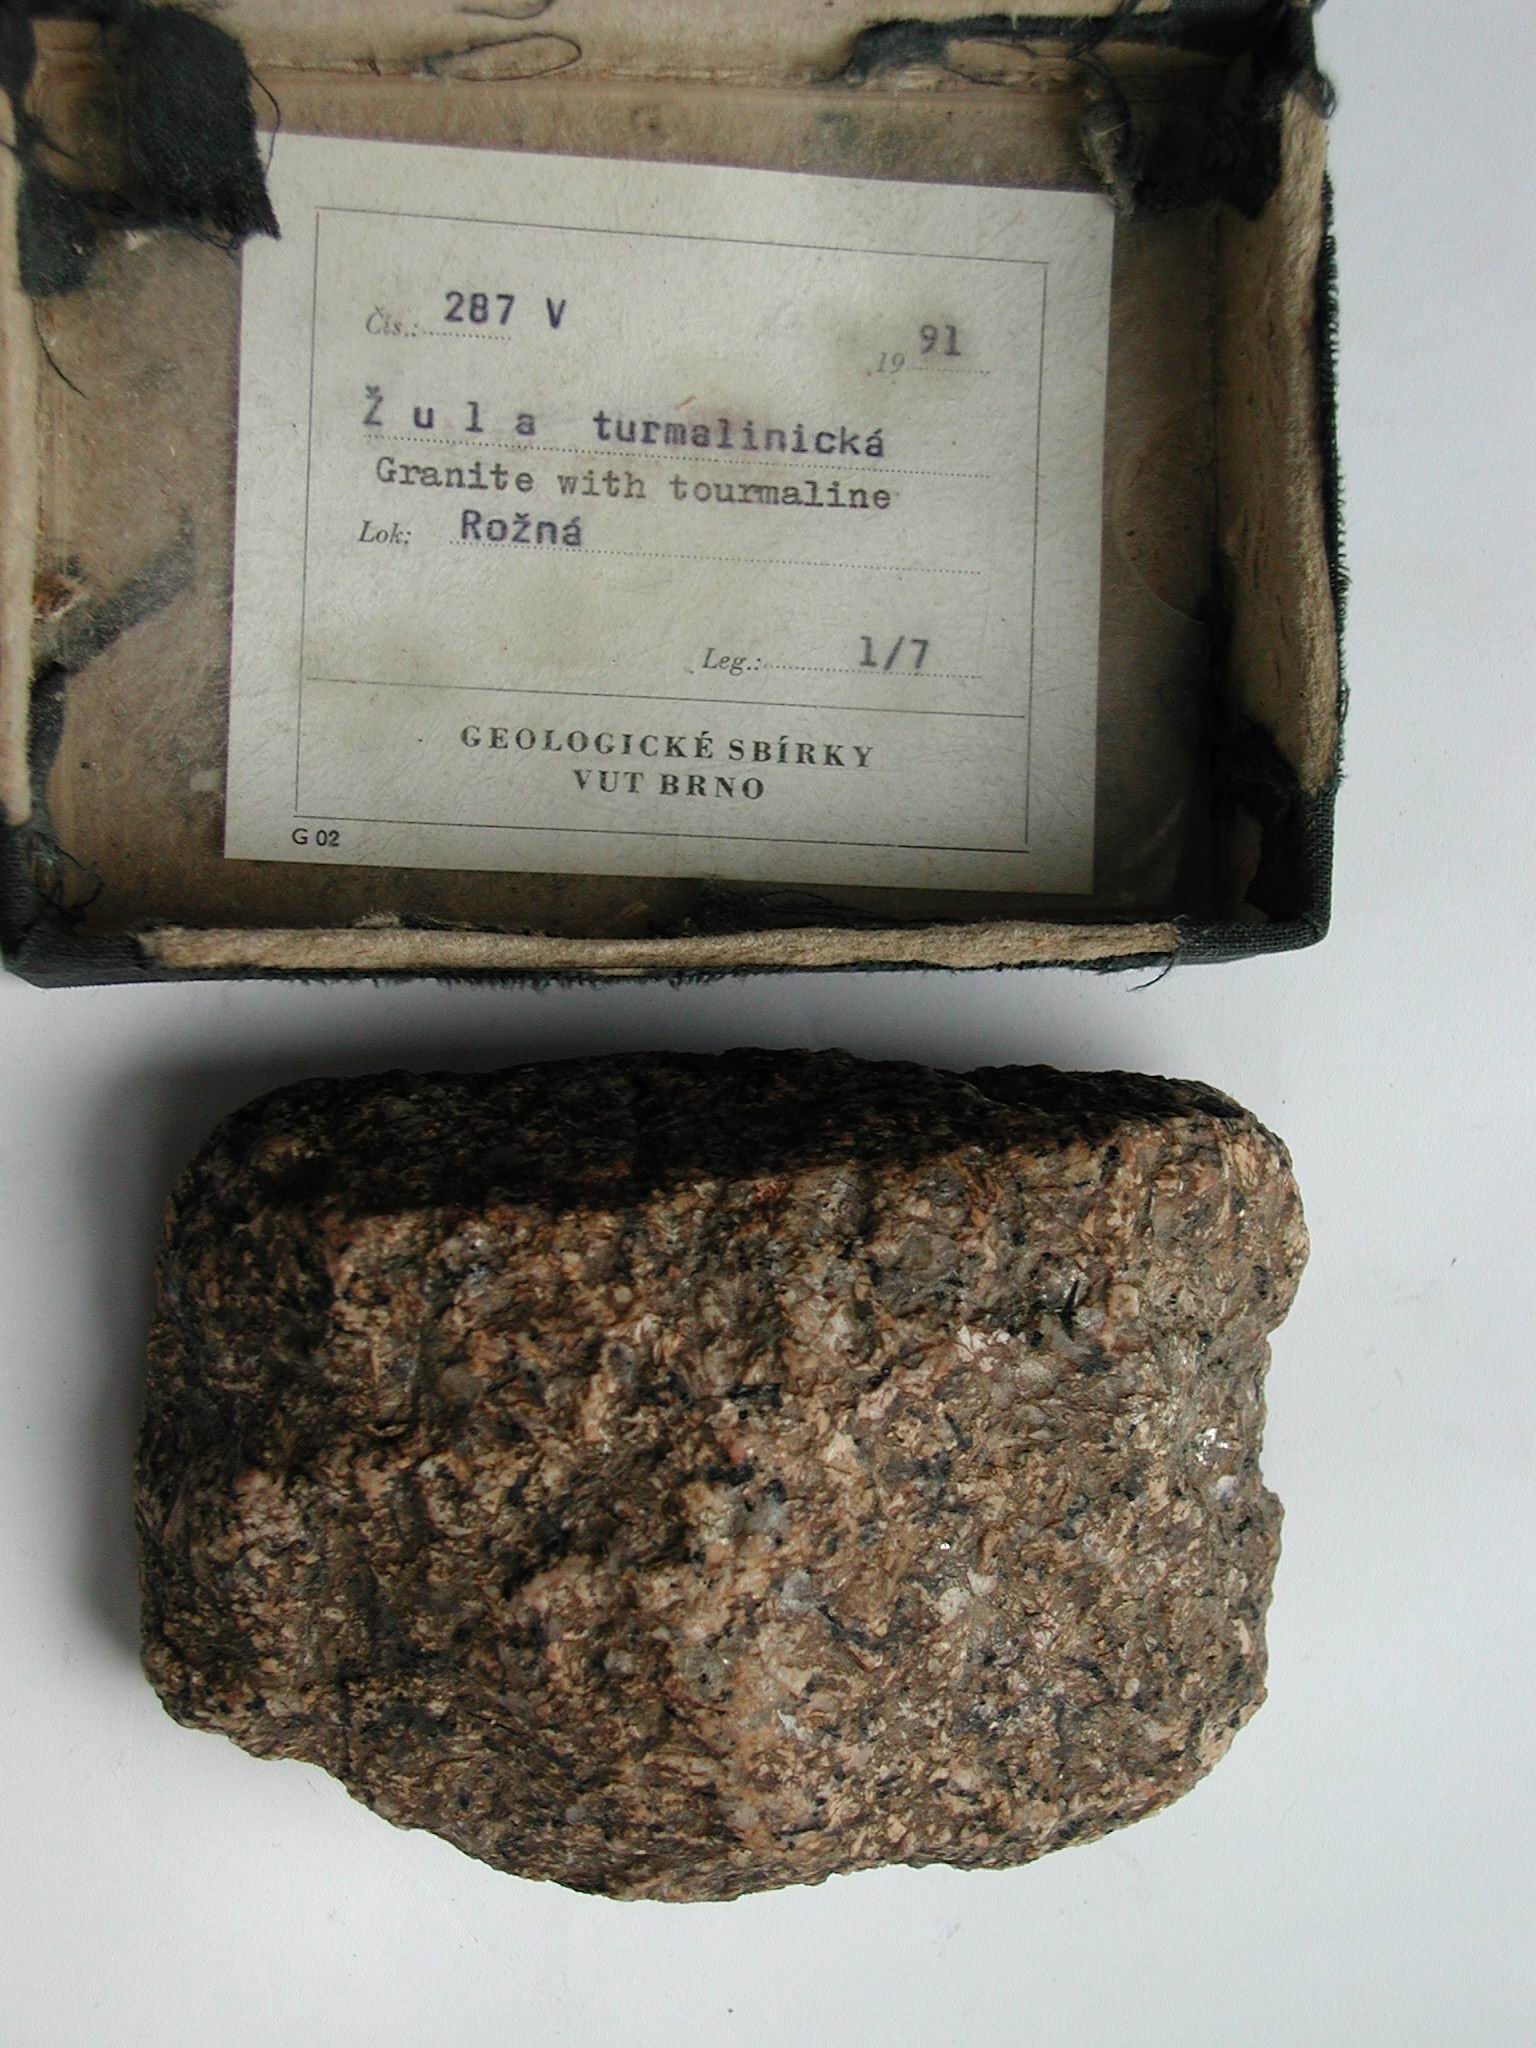 Čís.: 287 V
19 91
Žula turmalinická
Granite with tourmaline
Lok: Rožná
Leg.: 1/7
GEOLOGICKÉ SBÍRKY
VUT BRNO
G 02